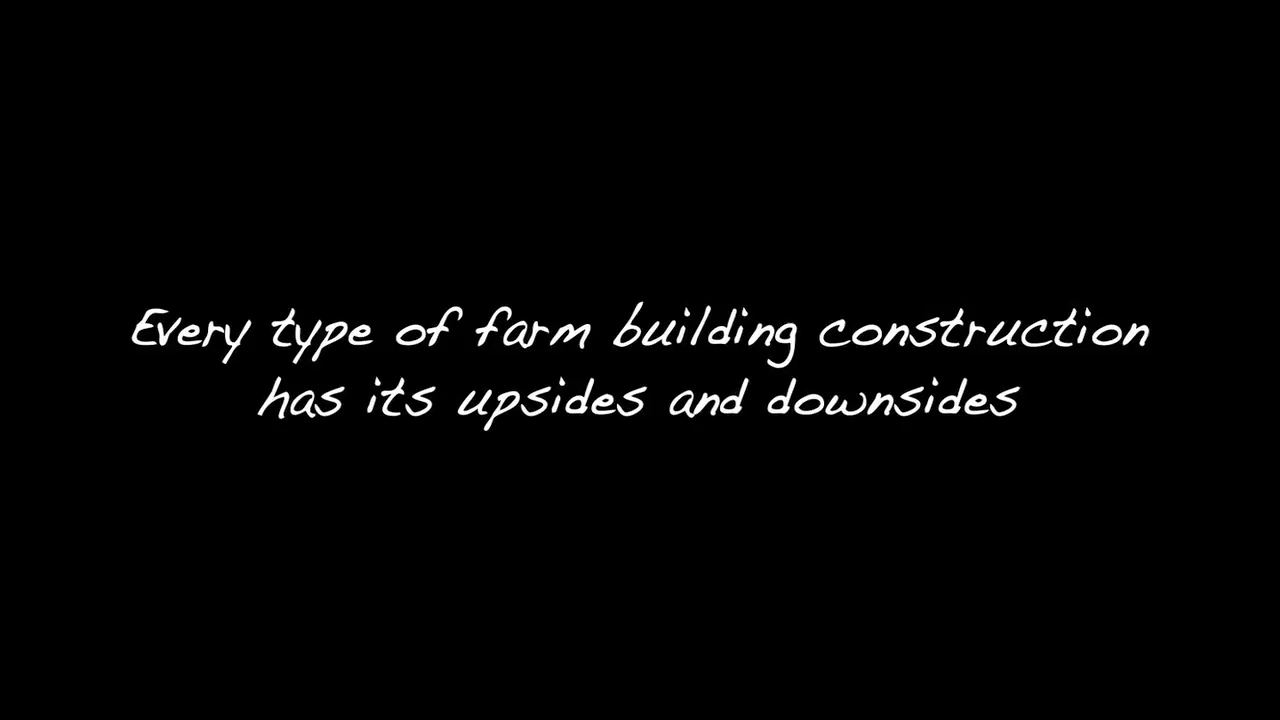 Every type of farm building construction
has its upsides and downsides